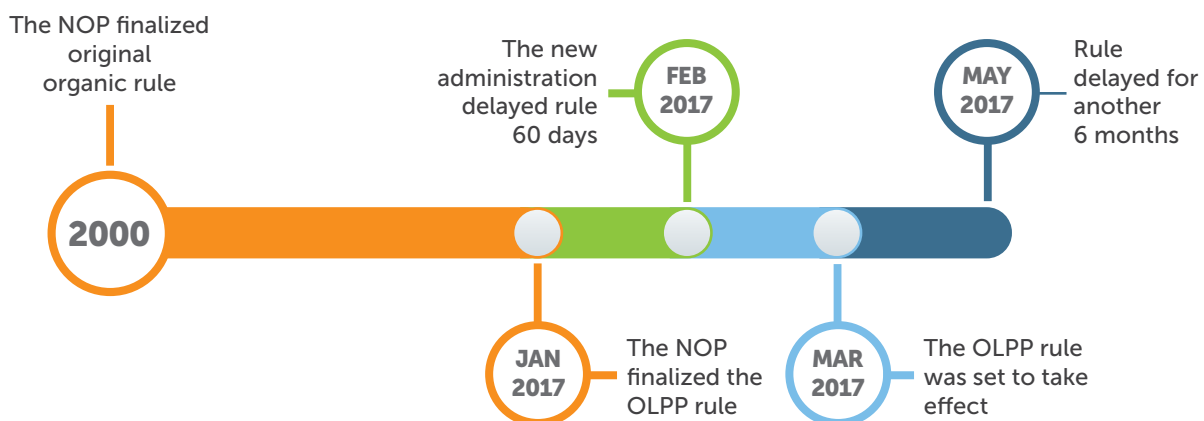 The NOP finalized
original
organic rule
2000
JAN
2017
The NOP
finalized the
OLPP rule
The new
administration
delayed rule
60 days
FEB
2017
MAR
2017
The OLPP rule
was set to take
effect
MAY
2017
Rule
delayed for
another
6 months